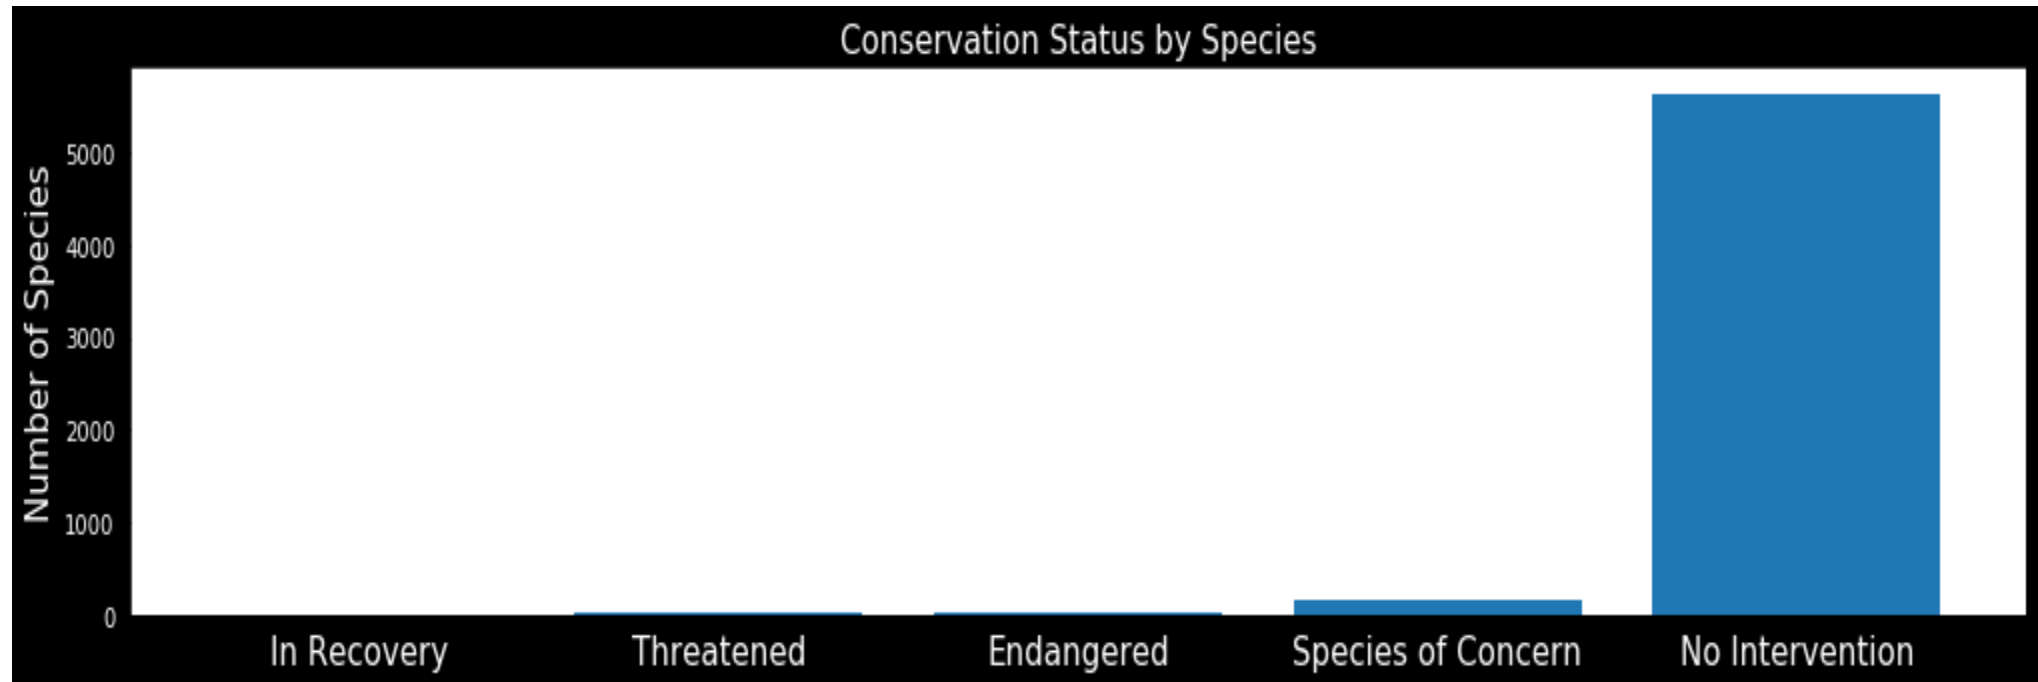 Conservation Status by Species
Number of Species
5000
4000
3000
2000
1000
0
In Recovery
Threatened
Endangered
Species of Concern
No Intervention